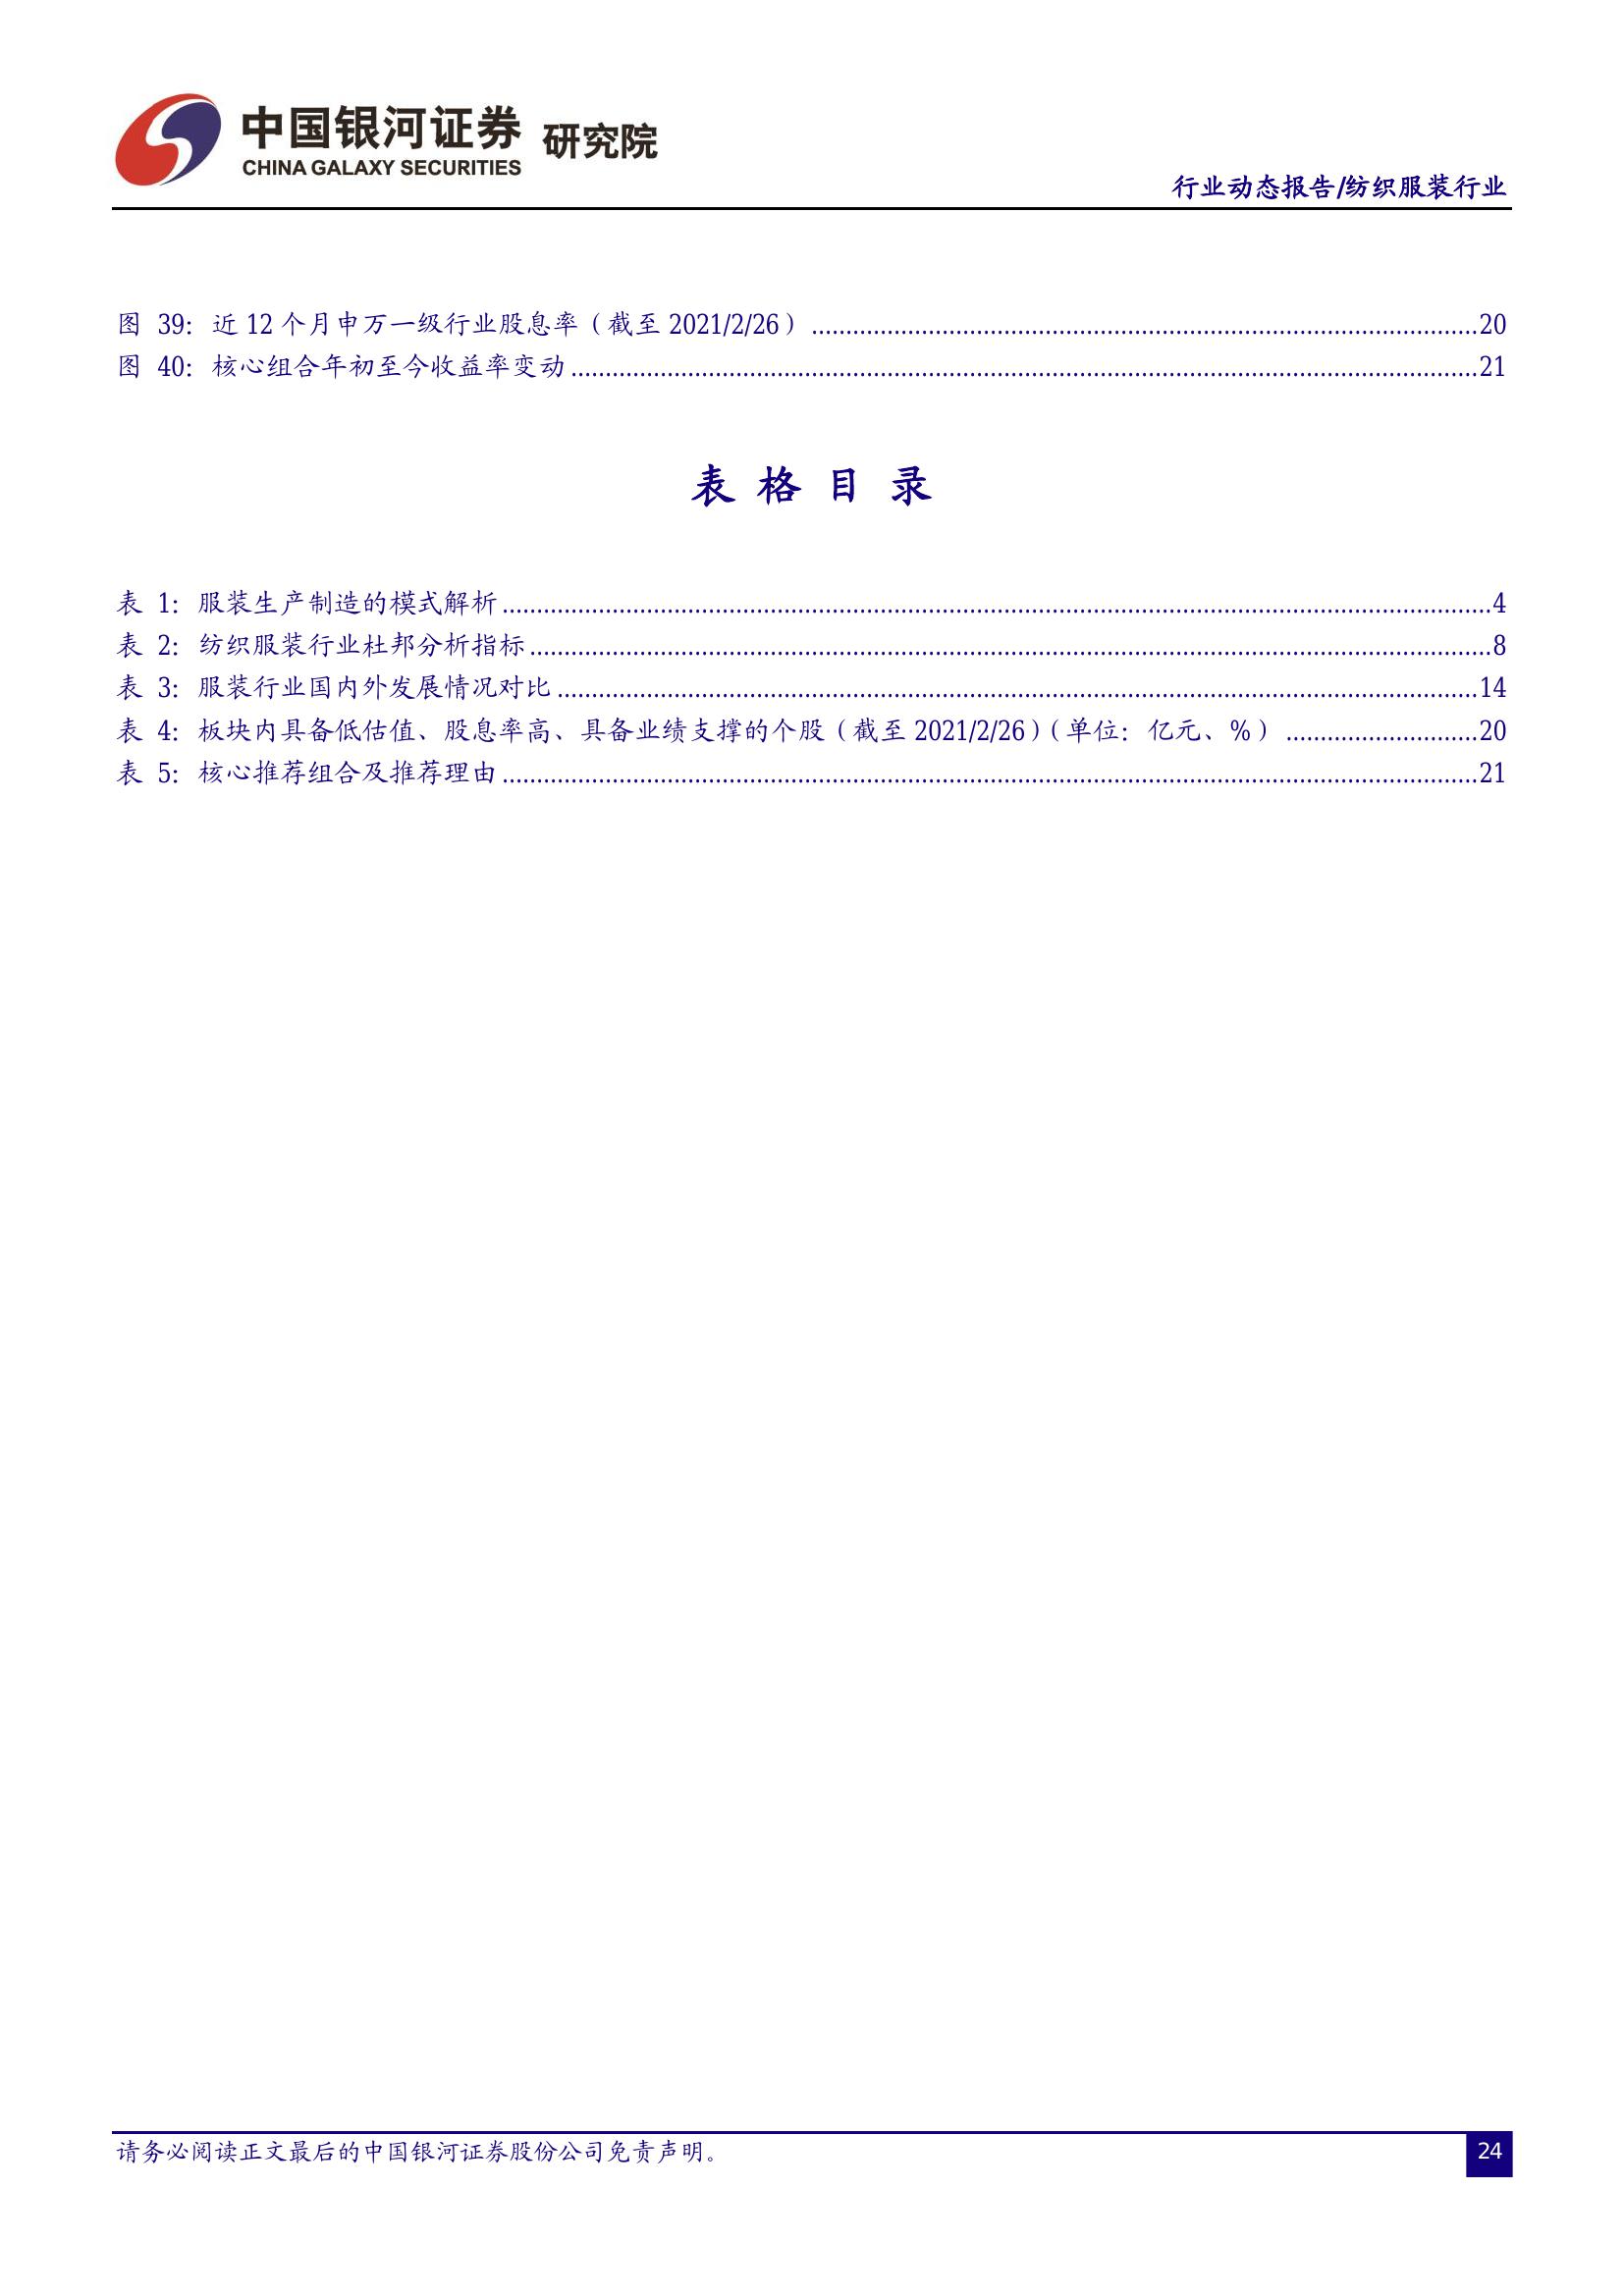 中国银河证券 研究院
CHINA GALAXY SECURITIES
行业动态报告/纺织服装行业
图 39：近 12 个月申万一级行业股息率（截至 2021/2/26）......20
图 40：核心组合年初至今收益率变动......21
表 格 目 录
表 1：服装生产制造的模式解析......4
表 2：纺织服装行业杜邦分析指标......8
表 3：服装行业国内外发展情况对比......14
表 4：板块内具备低估值、股息率高、具备业绩支撑的个股（截至 2021/2/26）（单位：亿元、%）......20
表 5：核心推荐组合及推荐理由......21
请务必阅读正文最后的中国银河证券股份公司免责声明。
24